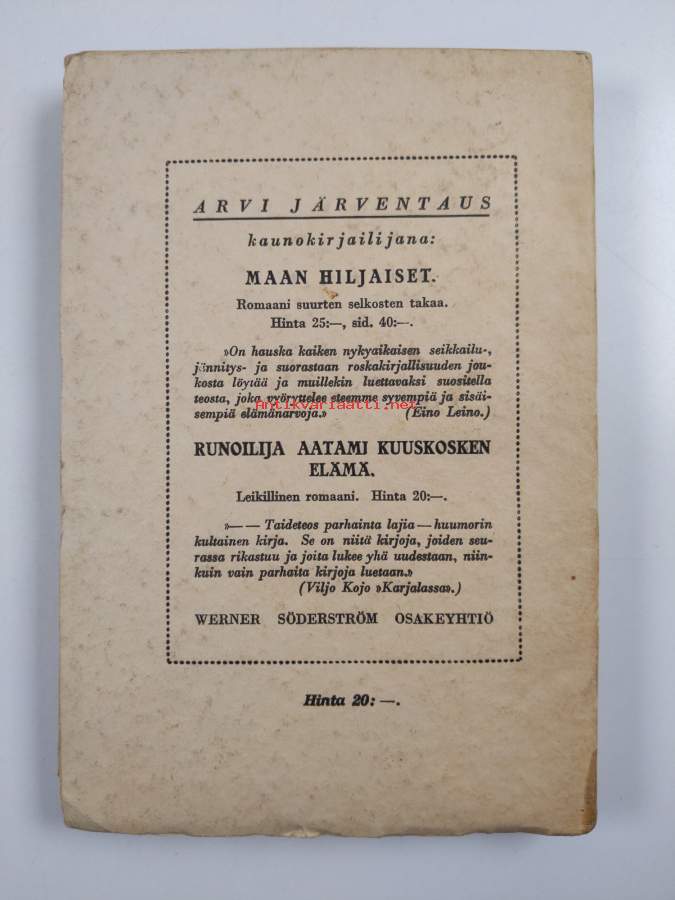 ARVI JÄRVENTAUS
kaunokirjailijana:
MAAN HILJAISET.
Romaani suurten selkosten takaa.
Hinta 25:—, sid. 40:—.
»On hauska kaiken nykyaikaisen seikkailu-,
jännitys- ja suorastaan roskakirjallisuuden jou-
kosta löytää ja muillekin luettavaksi suositella
teosta, joka vyöryttelee eteemme syvempiä ja sisäi-
sempiä elämänarvoja.» (Eino Leino.)
Antikvariaatti.net
RUNOILIJA AATAMI KUUSKOSKEN
ELÄMÄ.
Leikillinen romaani. Hinta 20:—.
»— — Taideteos parhainta lajia — huumorin
kultainen kirja. Se on niitä kirjoja, joiden seu-
rassa rikastuu ja joita lukee yhä uudestaan, niin-
kuin vain parhaita kirjoja luetaan.»
(Viljo Kojo »Karjalassa».)
WERNER SÖDERSTRÖM OSAKEYHTIÖ
Hinta 20: —.